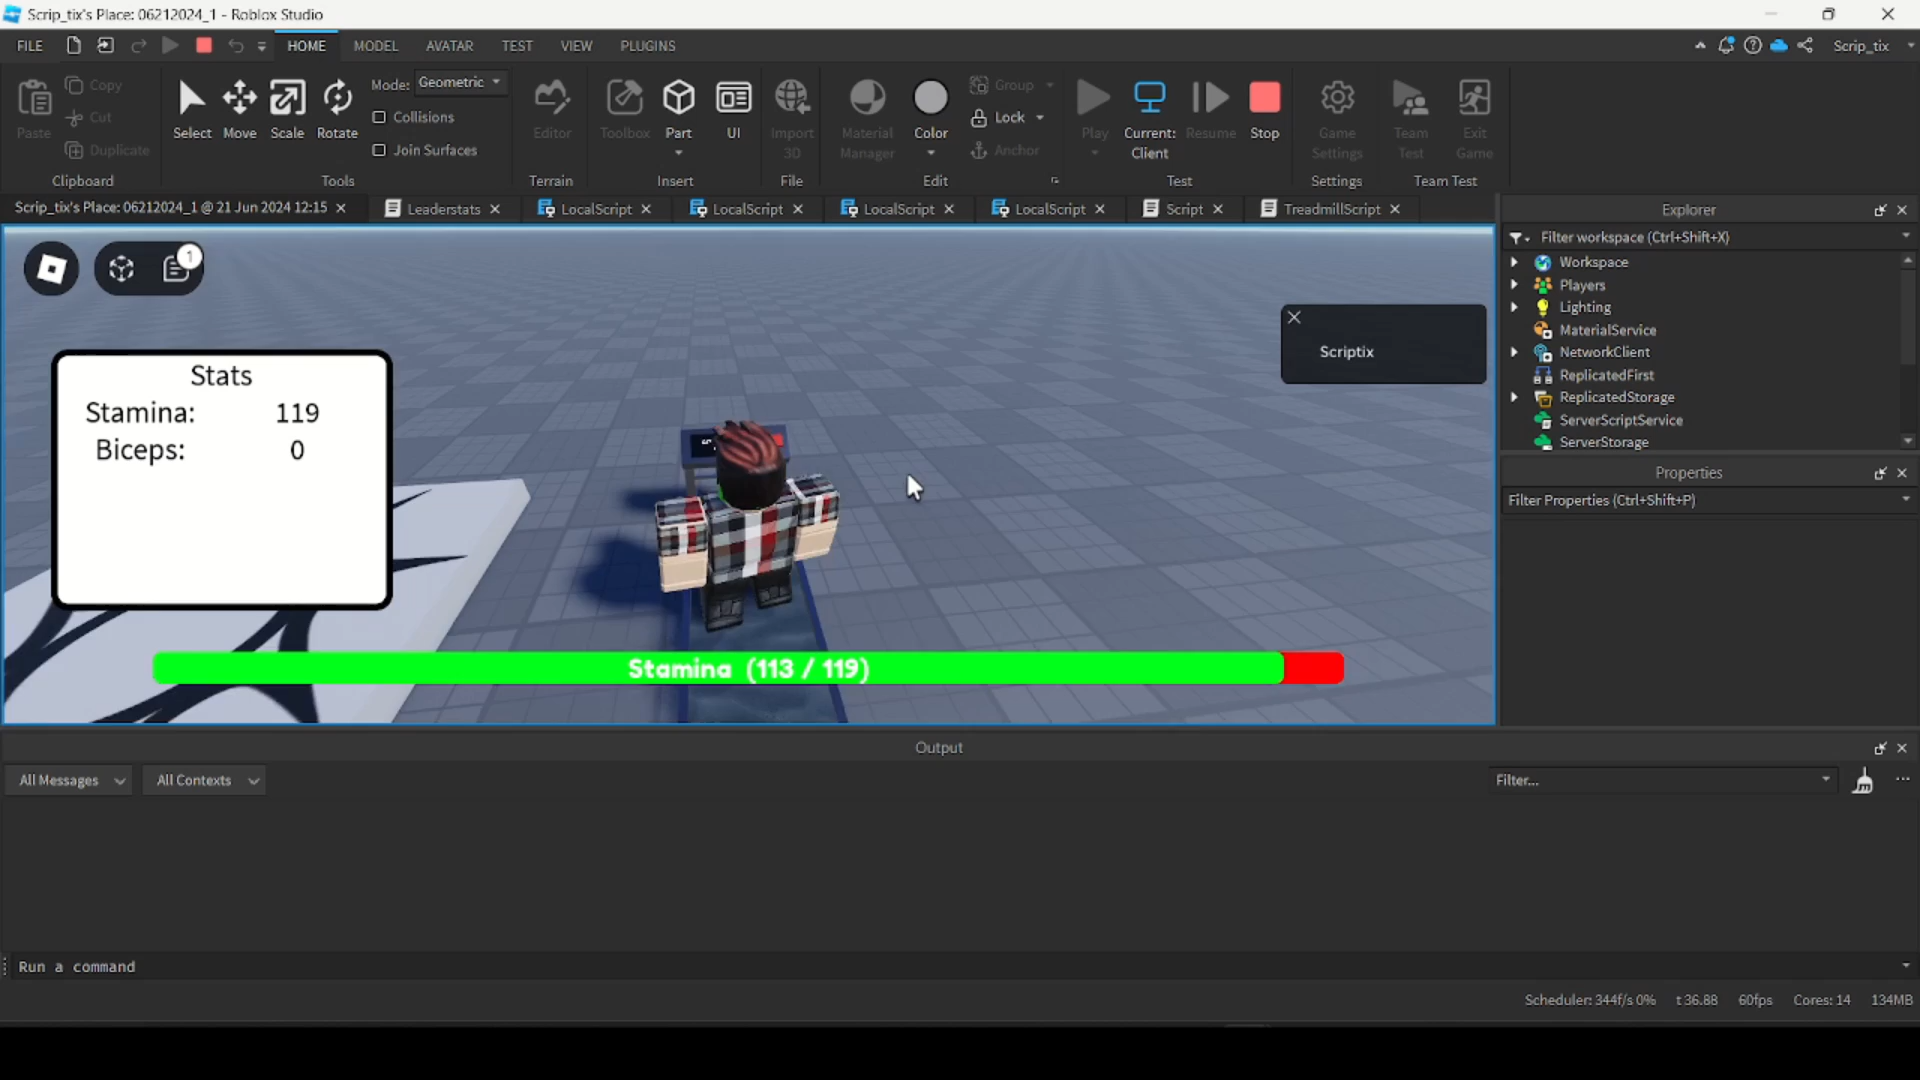 Scrip_tix's Place: 06212024_1 - Roblox Studio
FILE HOME MODEL AVATAR TEST VIEW PLUGINS Scrip_tix
Paste
Copy
Cut
Duplicate
Clipboard
Select Move Scale Rotate
Mode: Geometric
Collisions
Join Surfaces
Tools
Editor
Terrain
Toolbox Part UI
Insert
Import 3D
File
Material Manager
Color
Group
Lock
Anchor
Edit
Play
Current: Client
Resume
Stop
Test
Game Settings
Settings
Team Test
Exit Game
Team Test
Scrip_tix's Place: 06212024_1 @ 21 Jun 2024 12:15 Leaderstats LocalScript LocalScript LocalScript LocalScript Script TreadmillScript
1
Stats
Stamina: 119
Biceps: 0
Scriptix
Stamina (113 / 119)
Explorer
Filter workspace (Ctrl+Shift+X)
Workspace
Players
Lighting
MaterialService
NetworkClient
ReplicatedFirst
ReplicatedStorage
ServerScriptService
ServerStorage
Properties
Filter Properties (Ctrl+Shift+P)
Output
All Messages All Contexts Filter...
Run a command
Scheduler: 344f/s 0% t 36.88 60fps Cores: 14 134MB